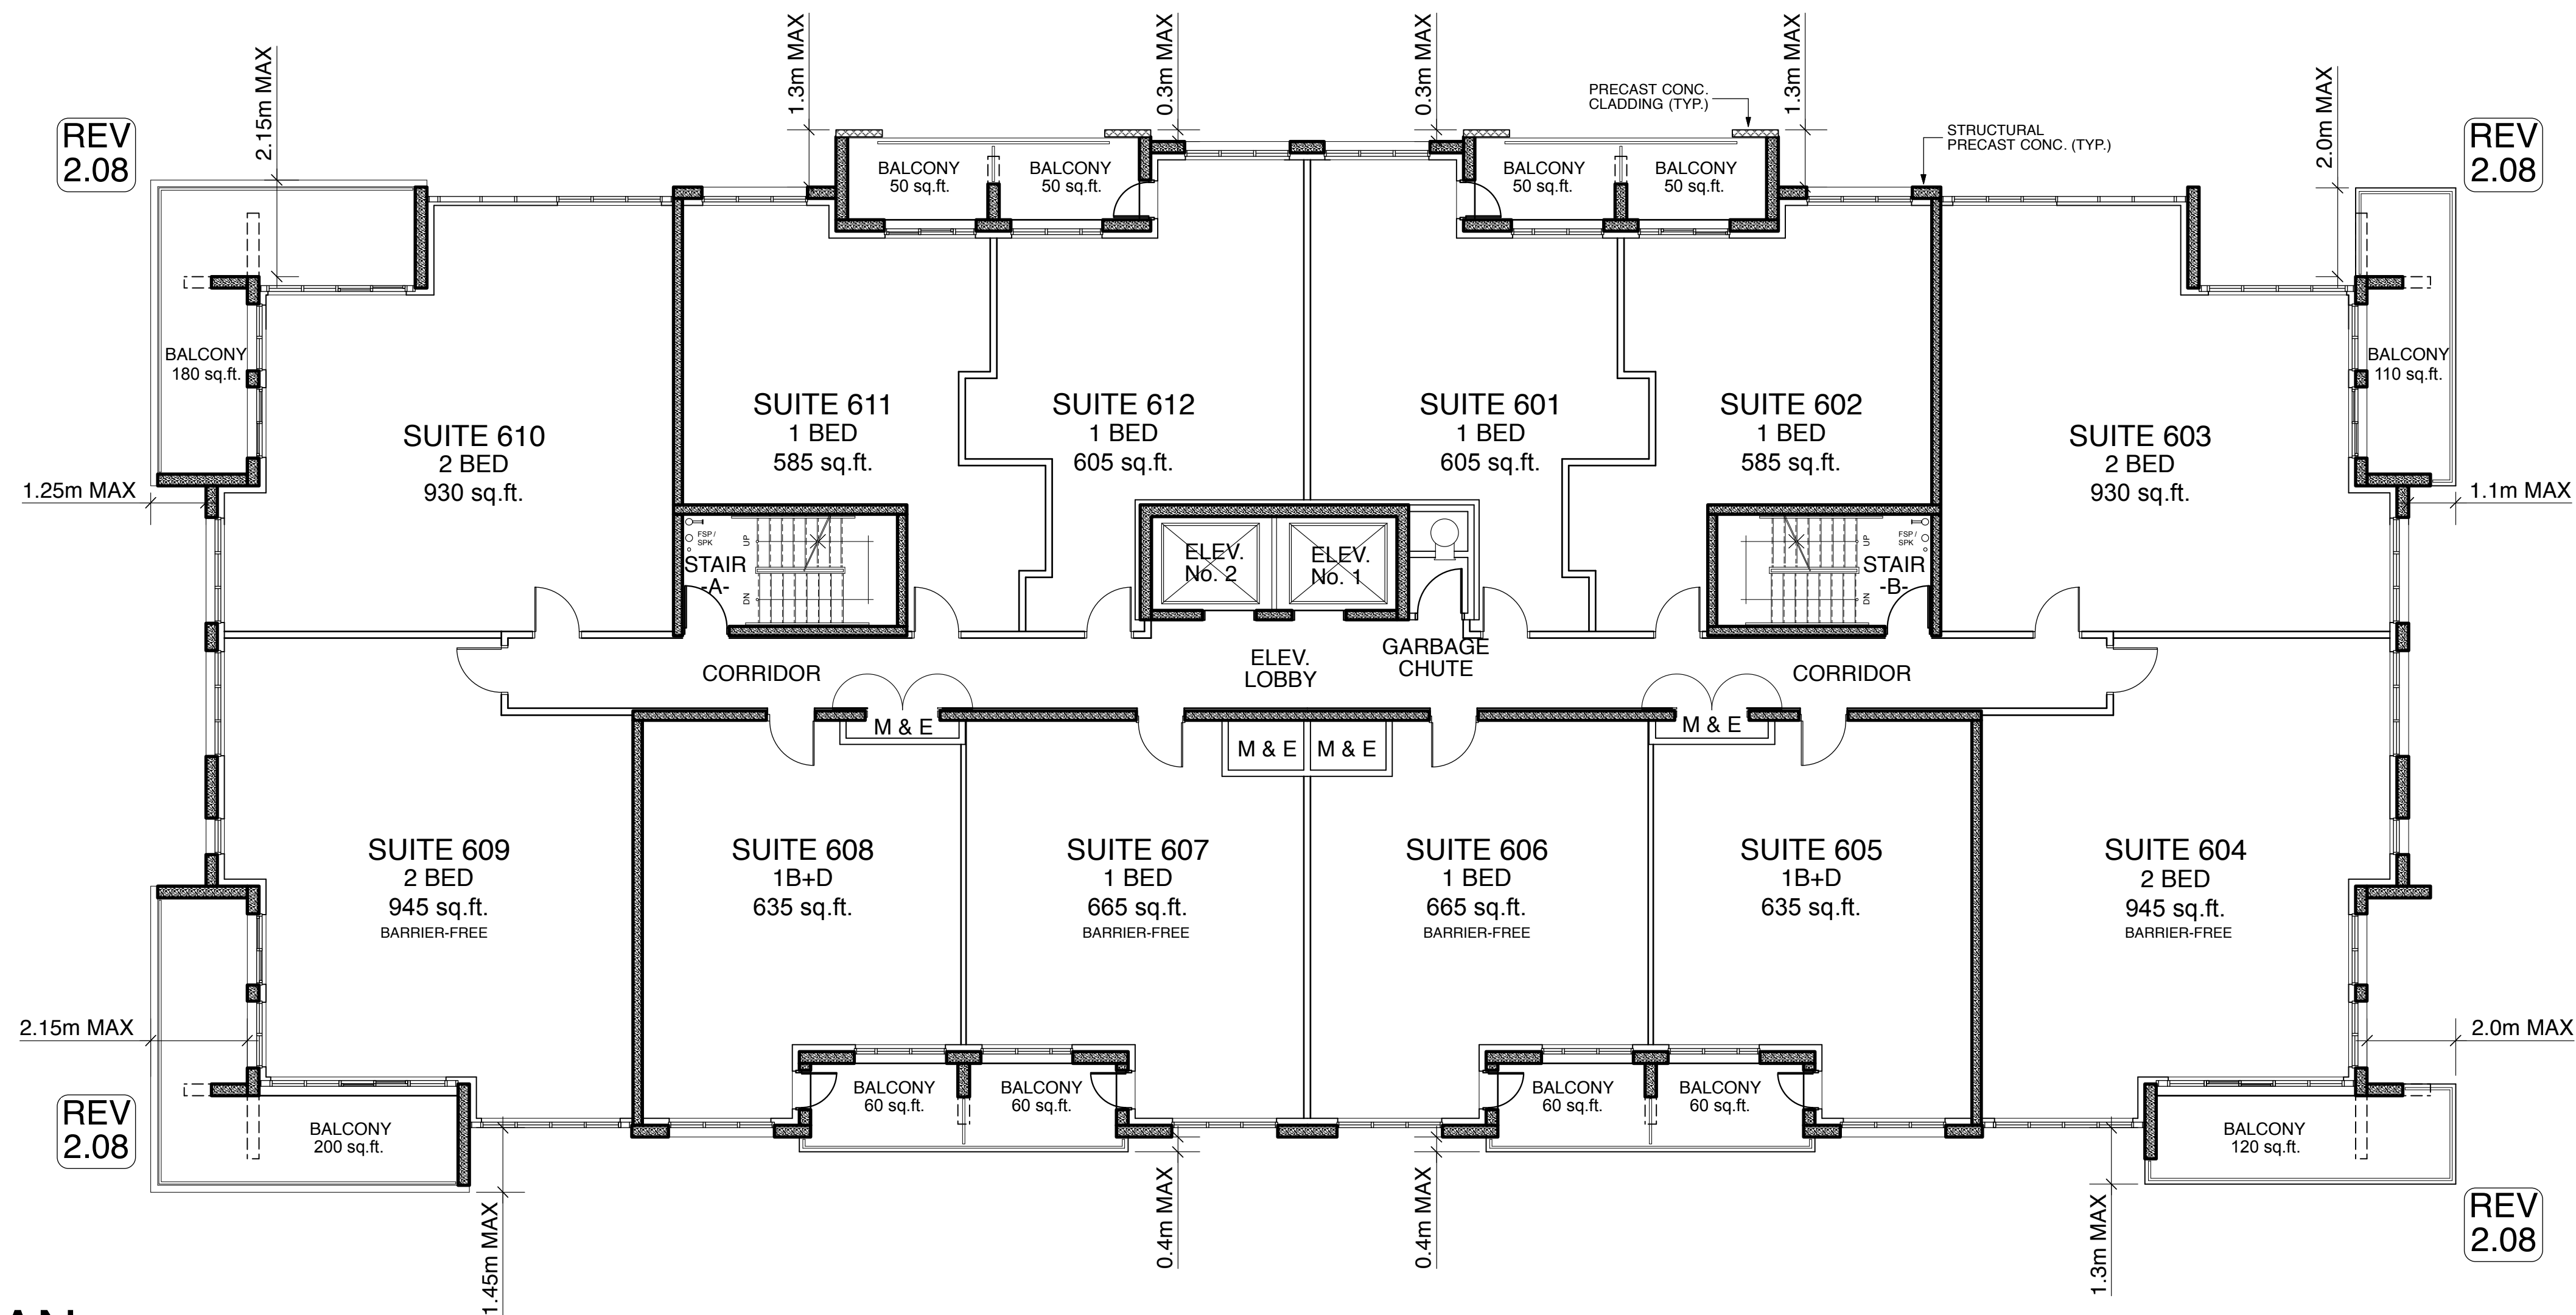 1.3m MAX
0.3m MAX
0.3m MAX
1.3m MAX
2.15m MAX
2.0m MAX
PRECAST CONC.
CLADDING (TYP.)
STRUCTURAL
PRECAST CONC. (TYP.)
REV
2.08
REV
2.08
BALCONY
50 sq.ft.
BALCONY
50 sq.ft.
BALCONY
50 sq.ft.
BALCONY
50 sq.ft.
BALCONY
180 sq.ft.
BALCONY
110 sq.ft.
SUITE 610
2 BED
930 sq.ft.
SUITE 611
1 BED
585 sq.ft.
SUITE 612
1 BED
605 sq.ft.
SUITE 601
1 BED
605 sq.ft.
SUITE 602
1 BED
585 sq.ft.
SUITE 603
2 BED
930 sq.ft.
1.25m MAX
1.1m MAX
FSP /
SPK
UP
STAIR
-A-
DN
ELEV.
No. 2
ELEV.
No. 1
FSP /
SPK
UP
STAIR
-B-
DN
CORRIDOR
ELEV.
LOBBY
GARBAGE
CHUTE
CORRIDOR
M & E
M & E
M & E
M & E
SUITE 609
2 BED
945 sq.ft.
BARRIER-FREE
SUITE 608
1B+D
635 sq.ft.
SUITE 607
1 BED
665 sq.ft.
BARRIER-FREE
SUITE 606
1 BED
665 sq.ft.
BARRIER-FREE
SUITE 605
1B+D
635 sq.ft.
SUITE 604
2 BED
945 sq.ft.
BARRIER-FREE
2.15m MAX
2.0m MAX
BALCONY
60 sq.ft.
BALCONY
60 sq.ft.
BALCONY
60 sq.ft.
BALCONY
60 sq.ft.
REV
2.08
BALCONY
200 sq.ft.
BALCONY
120 sq.ft.
REV
2.08
1.45m MAX
0.4m MAX
0.4m MAX
1.3m MAX